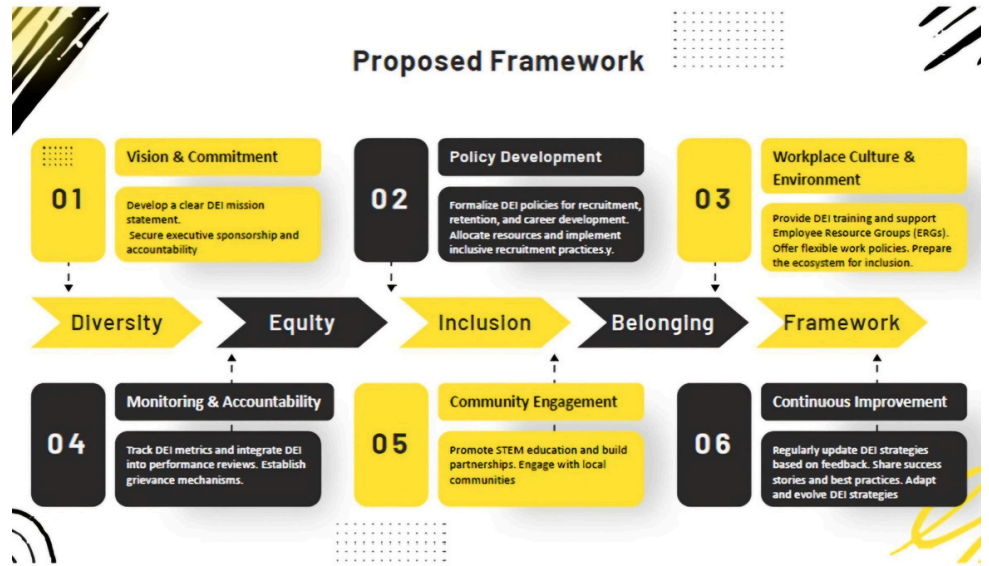 Proposed Framework
01
Vision & Commitment
Develop a clear DEI mission
statement.
Secure executive sponsorship and
accountability
02
Policy Development
Formalize DEI policies for recruitment,
retention, and career development.
Allocate resources and implement
inclusive recruitment practices.y.
03
Workplace Culture &
Environment
Provide DEI training and support
Employee Resource Groups (ERGs).
Offer flexible work policies. Prepare
the ecosystem for inclusion.
Diversity
Equity
Inclusion
Belonging
Framework
04
Monitoring & Accountability
Track DEI metrics and integrate DEI
into performance reviews. Establish
grievance mechanisms.
05
Community Engagement
Promote STEM education and build
partnerships. Engage with local
communities
06
Continuous Improvement
Regularly update DEI strategies
based on feedback. Share success
stories and best practices. Adapt
and evolve DEI strategies